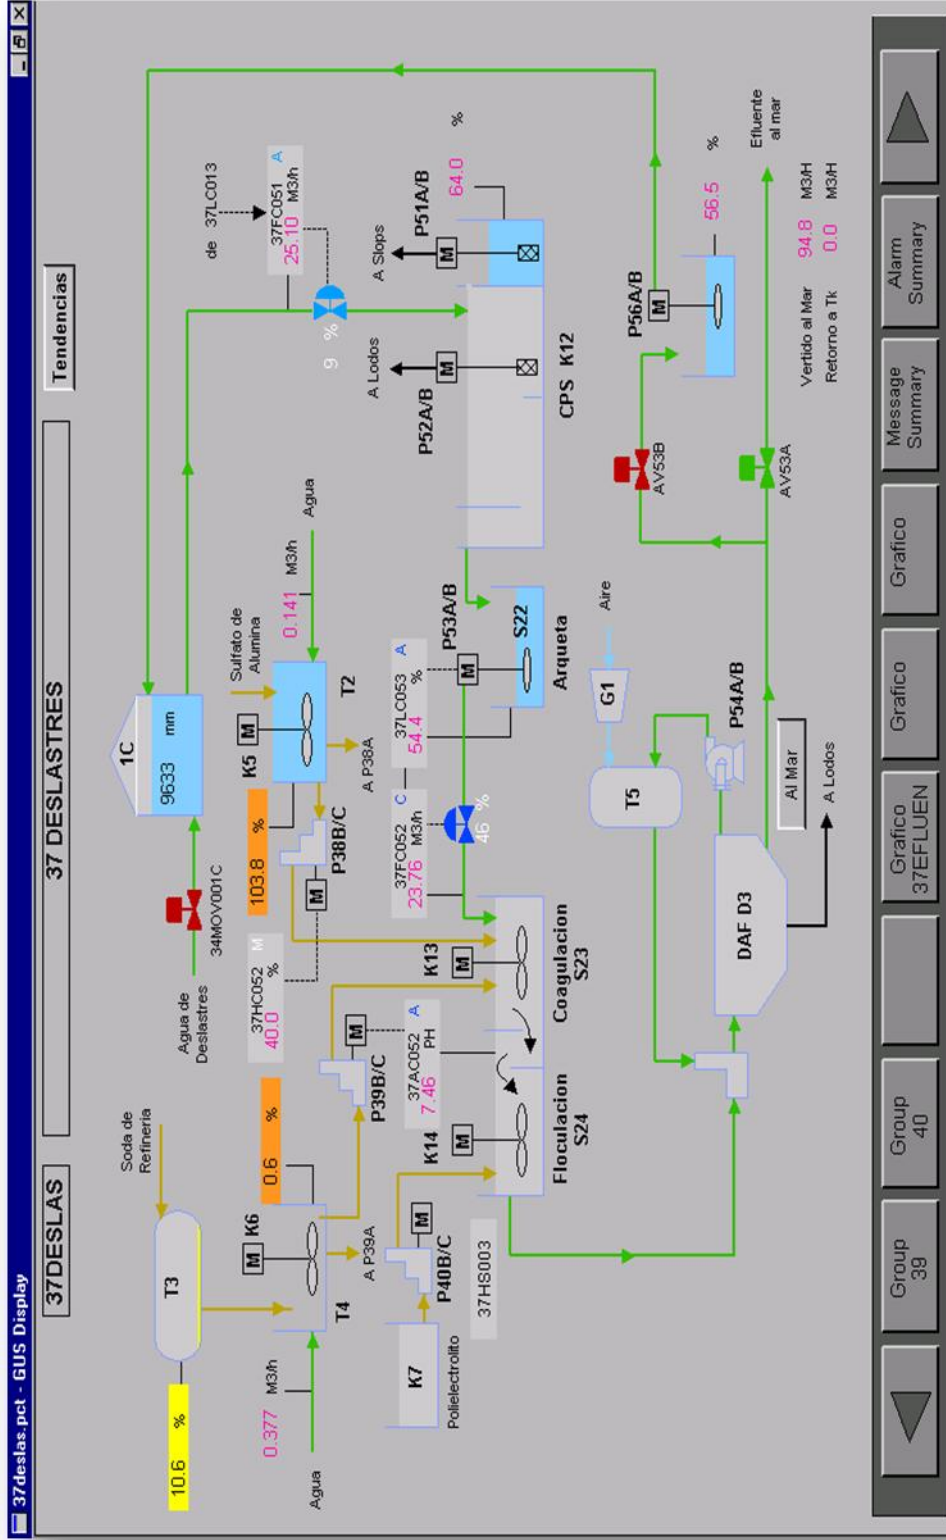 37deslas.pct - GUS Display
37DESLAS
37 DESLASTRES
Tendencias
10.6 %
T3
Soda de
Refineria
Agua de
Deslastres
34MOV001C
1C
9633 mm
de 37LC013
37FC051 A
25.10 M3/h
9 %
0.377 M3/h
Agua
K6
0.6 %
T4
A P39A
37HC052 M
40.0 %
103.8 %
K5
M
M
M
Sulfato de
Alumina
0.141 M3/h
Agua
T2
A P38A
P38B/C
P39B/C
M
A Lodos
A Slops
P52A/B
M
P51A/B
M
64.0 %
CPS K12
K7
Polielectrolito
P40B/C
M
37HS003
K14
M
37AC052 A
7.46 PH
K13
M
37FC052 C
23.76 M3/h
46 %
37LC053 A
54.4 %
P53A/B
M
S22
Arqueta
Floculacion
S24
Coagulacion
S23
DAF D3
T5
G1
Aire
P54A/B
Al Mar
A Lodos
AV53B
AV53A
P56A/B
M
56.5 %
Efluente
al mar
Vertido al Mar 94.8 M3/H
Retorno a Tk 0.0 M3/H
Group
39
Group
40
Grafico
37EFLUEN
Grafico
Grafico
Message
Summary
Alarm
Summary